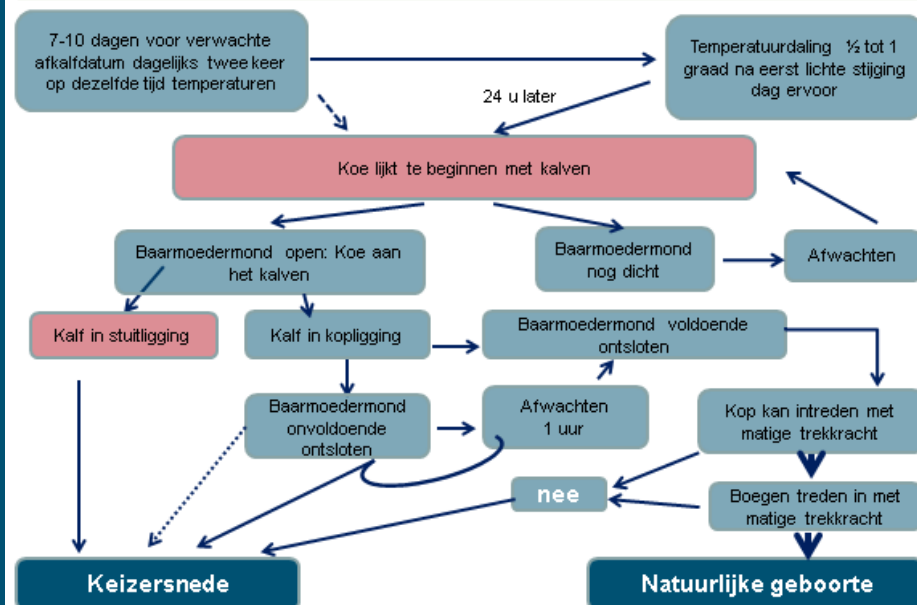 7-10 dagen voor verwachte
afkalfdatum dagelijks twee keer
op dezelfde tijd temperaturen
Temperatuurdaling ½ tot 1
graad na eerst lichte stijging
dag ervoor
24 u later
Koe lijkt te beginnen met kalven
Baarmoedermond open: Koe aan
het kalven
Baarmoedermond
nog dicht
Afwachten
Kalf in stuitligging
Kalf in kopligging
Baarmoedermond voldoende
ontsloten
Baarmoedermond
onvoldoende
ontsloten
Afwachten
1 uur
Kop kan intreden met
matige trekkracht
nee
Boegen treden in met
matige trekkracht
Keizersnede
Natuurlijke geboorte